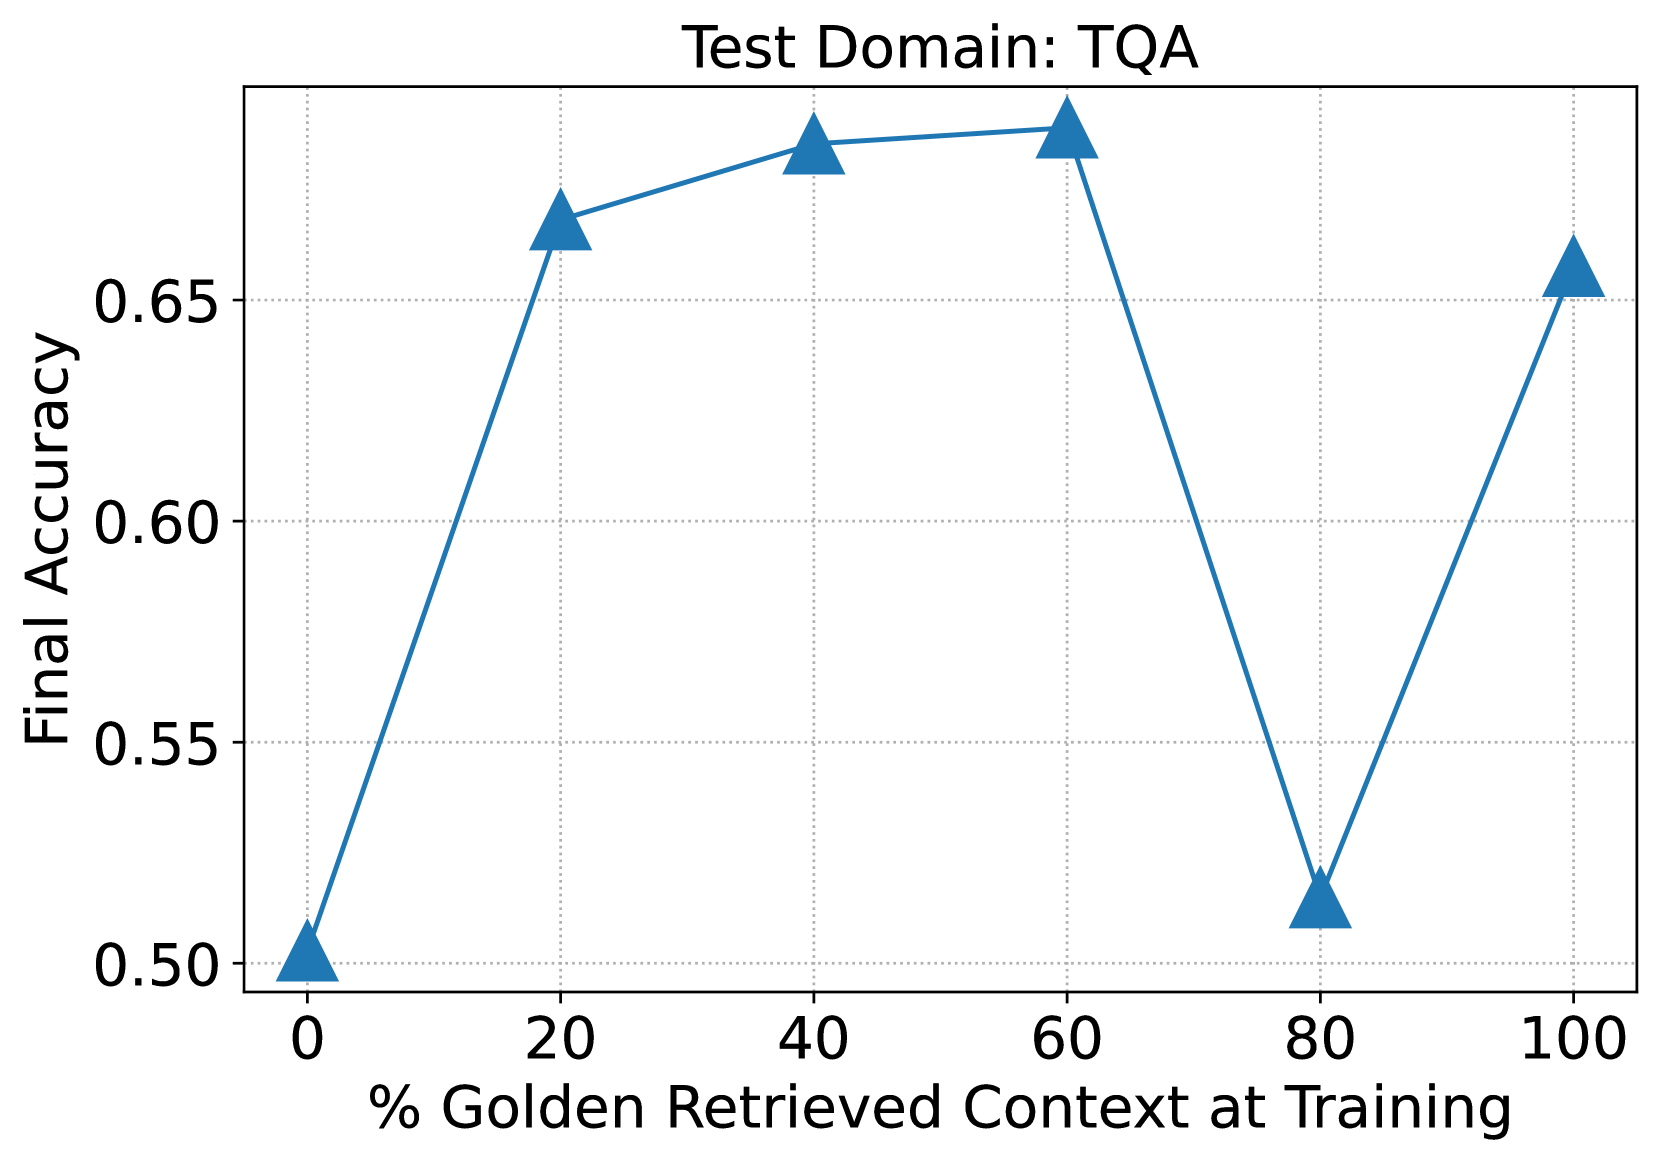 Test Domain: TQA
Final Accuracy
0.65
0.60
0.55
0.50
0 20 40 60 80 100
% Golden Retrieved Context at Training